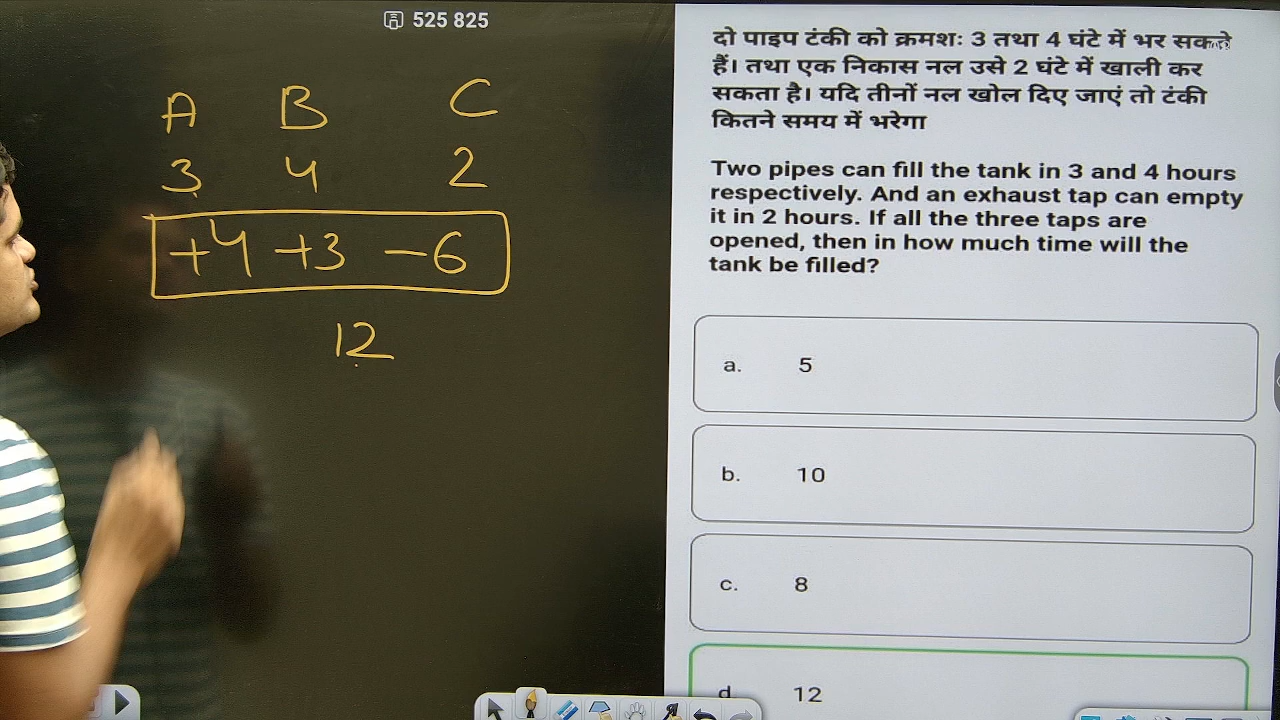 525 825
A B C
3 4 2
+4 +3 -6
12
दो पाइप टंकी को क्रमशः 3 तथा 4 घंटे में भर सकते
हैं। तथा एक निकास नल उसे 2 घंटे में खाली कर
सकता है। यदि तीनों नल खोल दिए जाएं तो टंकी
कितने समय में भरेगा
Two pipes can fill the tank in 3 and 4 hours
respectively. And an exhaust tap can empty
it in 2 hours. If all the three taps are
opened, then in how much time will the
tank be filled?
a. 5
b. 10
c. 8
d 12